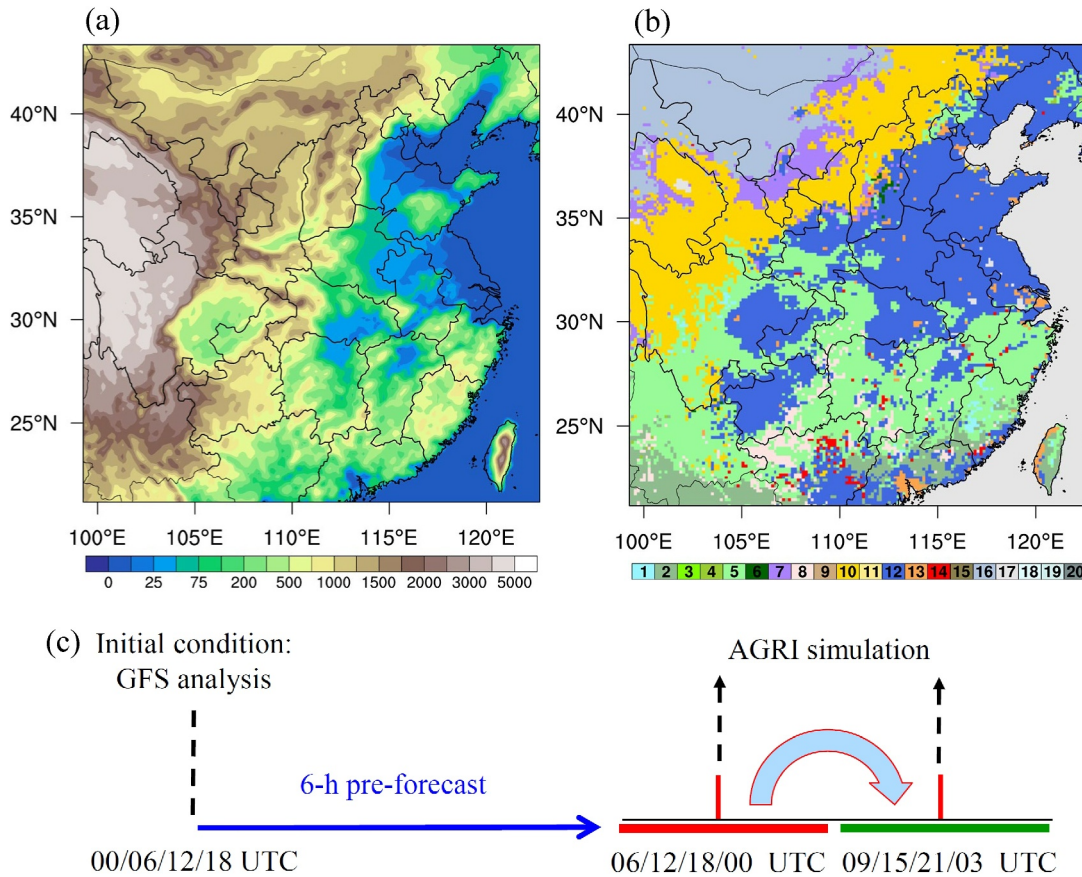 (a)
(b)
40°N
35°N
30°N
25°N
100°E 105°E 110°E 115°E 120°E
0 25 75 200 500 1000 1500 2000 3000 5000
40°N
35°N
30°N
25°N
100°E 105°E 110°E 115°E 120°E
1 2 3 4 5 6 7 8 9 10 11 12 13 14 15 16 17 18 19 20
(c) Initial condition:
GFS analysis
AGRI simulation
6-h pre-forecast
00/06/12/18 UTC
06/12/18/00 UTC
09/15/21/03 UTC